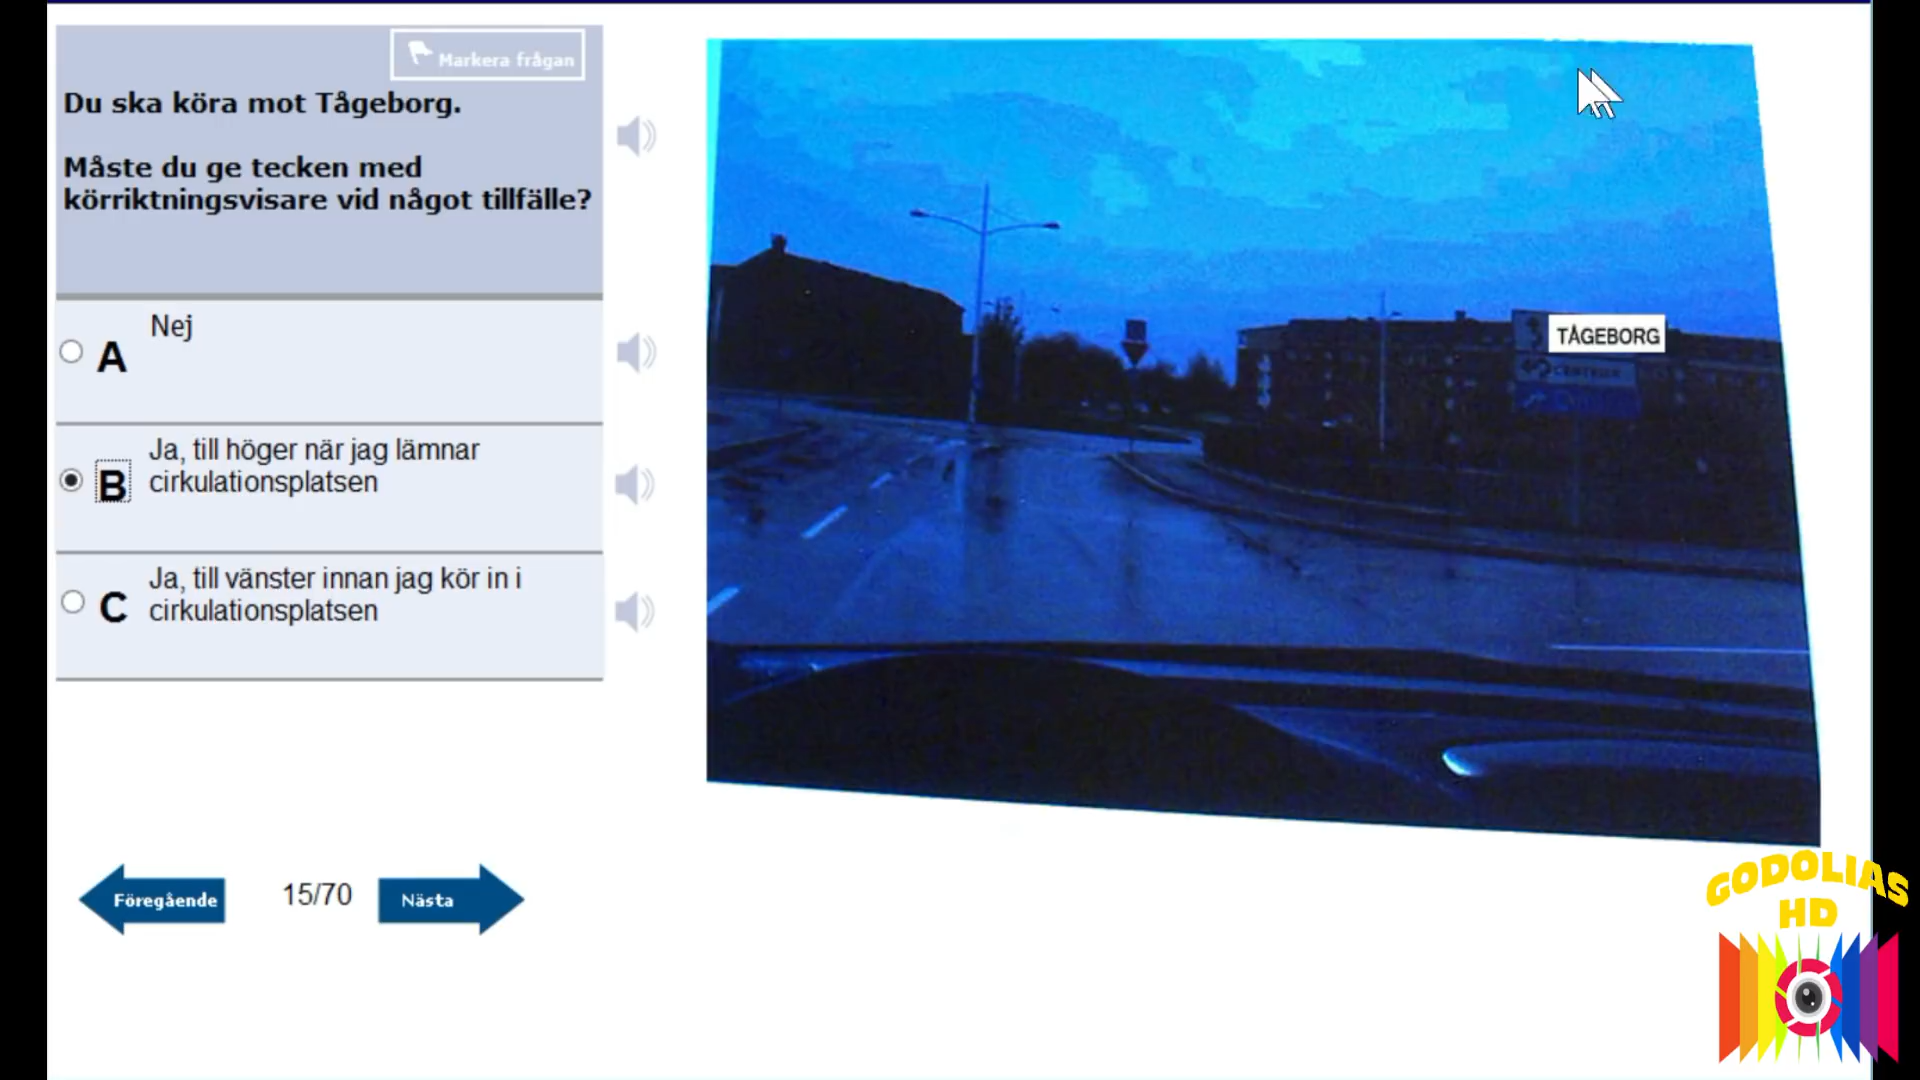 Markera frågan
Du ska köra mot Tågeborg.
Måste du ge tecken med
körriktningsvisare vid något tillfälle?
A
Nej
B
Ja, till höger när jag lämnar
cirkulationsplatsen
C
Ja, till vänster innan jag kör in i
cirkulationsplatsen
Föregående
15/70
Nästa
TÅGEBORG
CENTRUM
GODOLIAS
HD